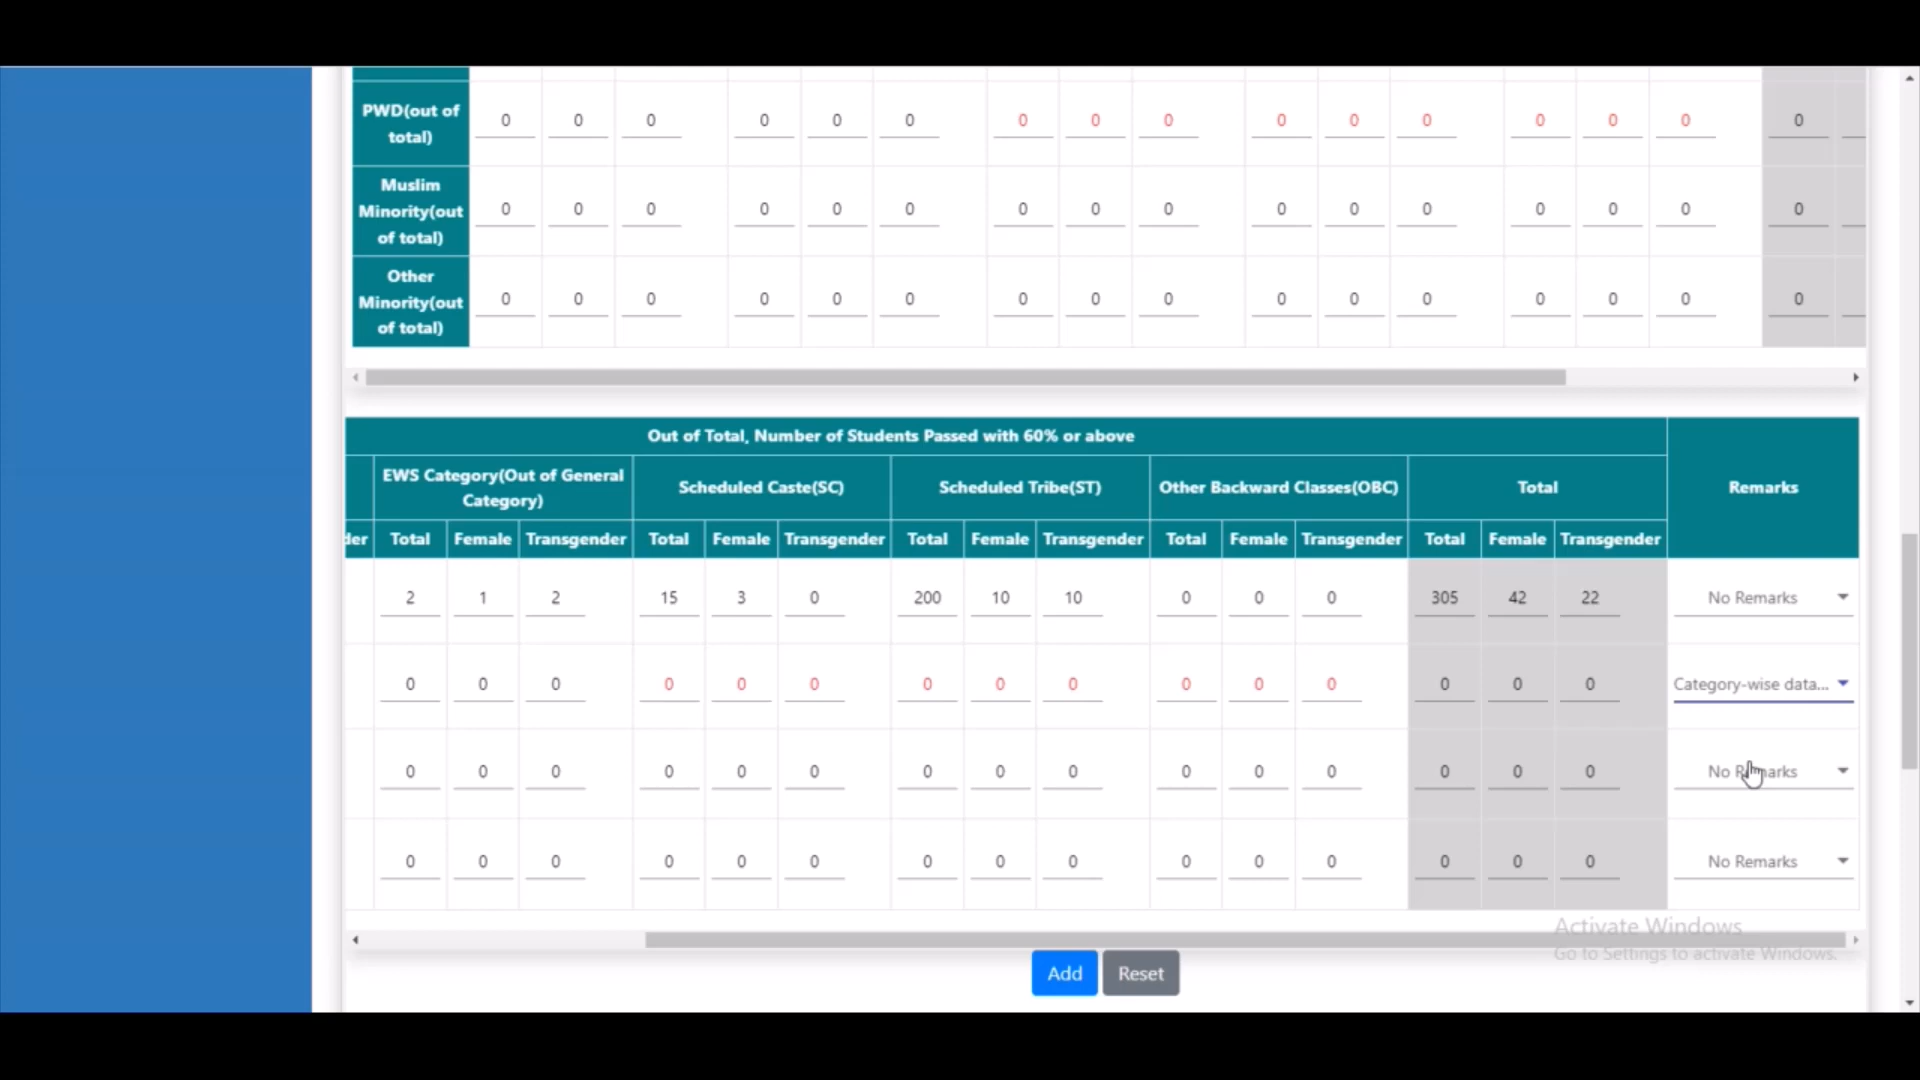 PWD(out of
total)
0 0 0 0 0 0 0 0 0 0 0 0 0 0 0 0
Muslim
Minority(out
of total)
0 0 0 0 0 0 0 0 0 0 0 0 0 0 0 0
Other
Minority(out
of total)
0 0 0 0 0 0 0 0 0 0 0 0 0 0 0 0
Out of Total, Number of Students Passed with 60% or above
EWS Category(Out of General
Category)
Scheduled Caste(SC) Scheduled Tribe(ST) Other Backward Classes(OBC) Total Remarks
der Total Female Transgender Total Female Transgender Total Female Transgender Total Female Transgender Total Female Transgender
2 1 2 15 3 0 200 10 10 0 0 0 305 42 22 No Remarks
0 0 0 0 0 0 0 0 0 0 0 0 0 0 0 Category-wise data...
0 0 0 0 0 0 0 0 0 0 0 0 0 0 0 No Remarks
0 0 0 0 0 0 0 0 0 0 0 0 0 0 0 No Remarks
Activate Windows
Go to Settings to activate Windows.
Add Reset